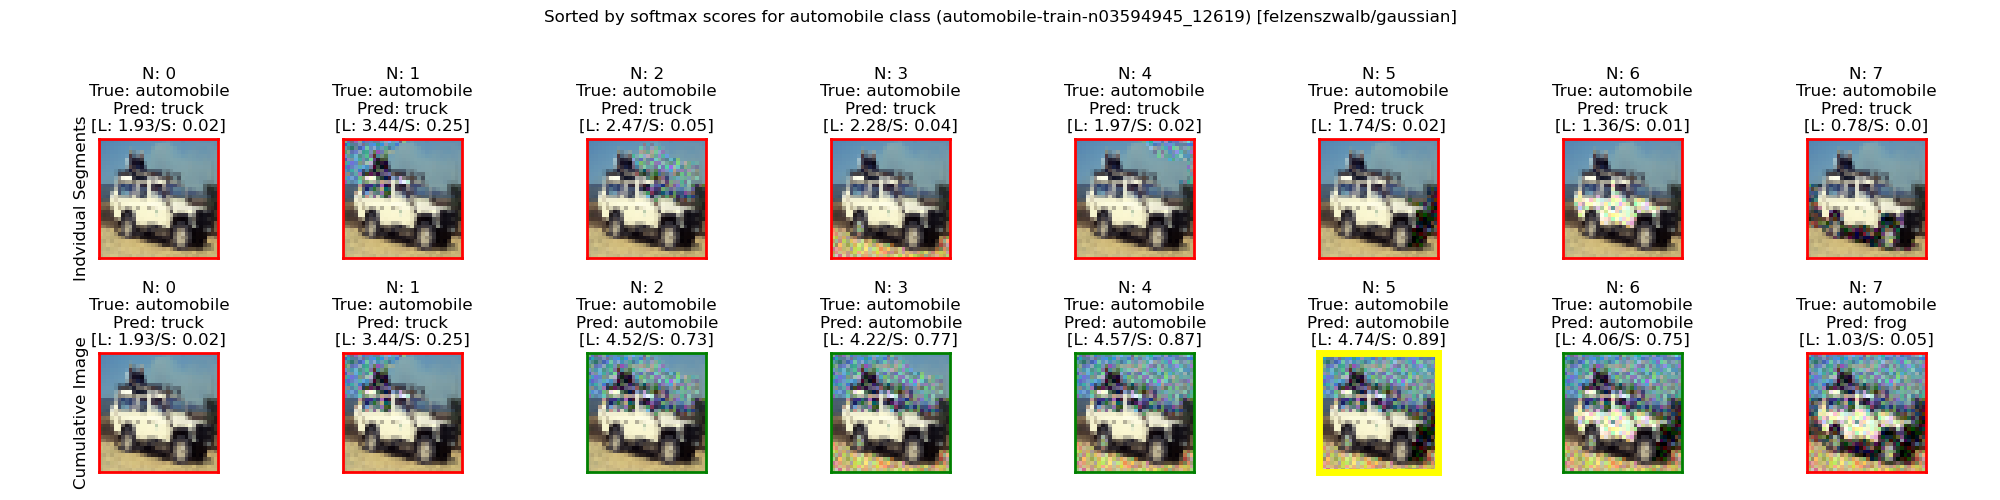 Sorted by softmax scores for automobile class (automobile-train-n03594945_12619) [felzenszwalb/gaussian]
Individual Segments
N: 0
True: automobile
Pred: truck
[L: 1.93/S: 0.02]
N: 1
True: automobile
Pred: truck
[L: 3.44/S: 0.25]
N: 2
True: automobile
Pred: truck
[L: 2.47/S: 0.05]
N: 3
True: automobile
Pred: truck
[L: 2.28/S: 0.04]
N: 4
True: automobile
Pred: truck
[L: 1.97/S: 0.02]
N: 5
True: automobile
Pred: truck
[L: 1.74/S: 0.02]
N: 6
True: automobile
Pred: truck
[L: 1.36/S: 0.01]
N: 7
True: automobile
Pred: truck
[L: 0.78/S: 0.0]
Cumulative Image
N: 0
True: automobile
Pred: truck
[L: 1.93/S: 0.02]
N: 1
True: automobile
Pred: truck
[L: 3.44/S: 0.25]
N: 2
True: automobile
Pred: automobile
[L: 4.52/S: 0.73]
N: 3
True: automobile
Pred: automobile
[L: 4.22/S: 0.77]
N: 4
True: automobile
Pred: automobile
[L: 4.57/S: 0.87]
N: 5
True: automobile
Pred: automobile
[L: 4.74/S: 0.89]
N: 6
True: automobile
Pred: automobile
[L: 4.06/S: 0.75]
N: 7
True: automobile
Pred: frog
[L: 1.03/S: 0.05]